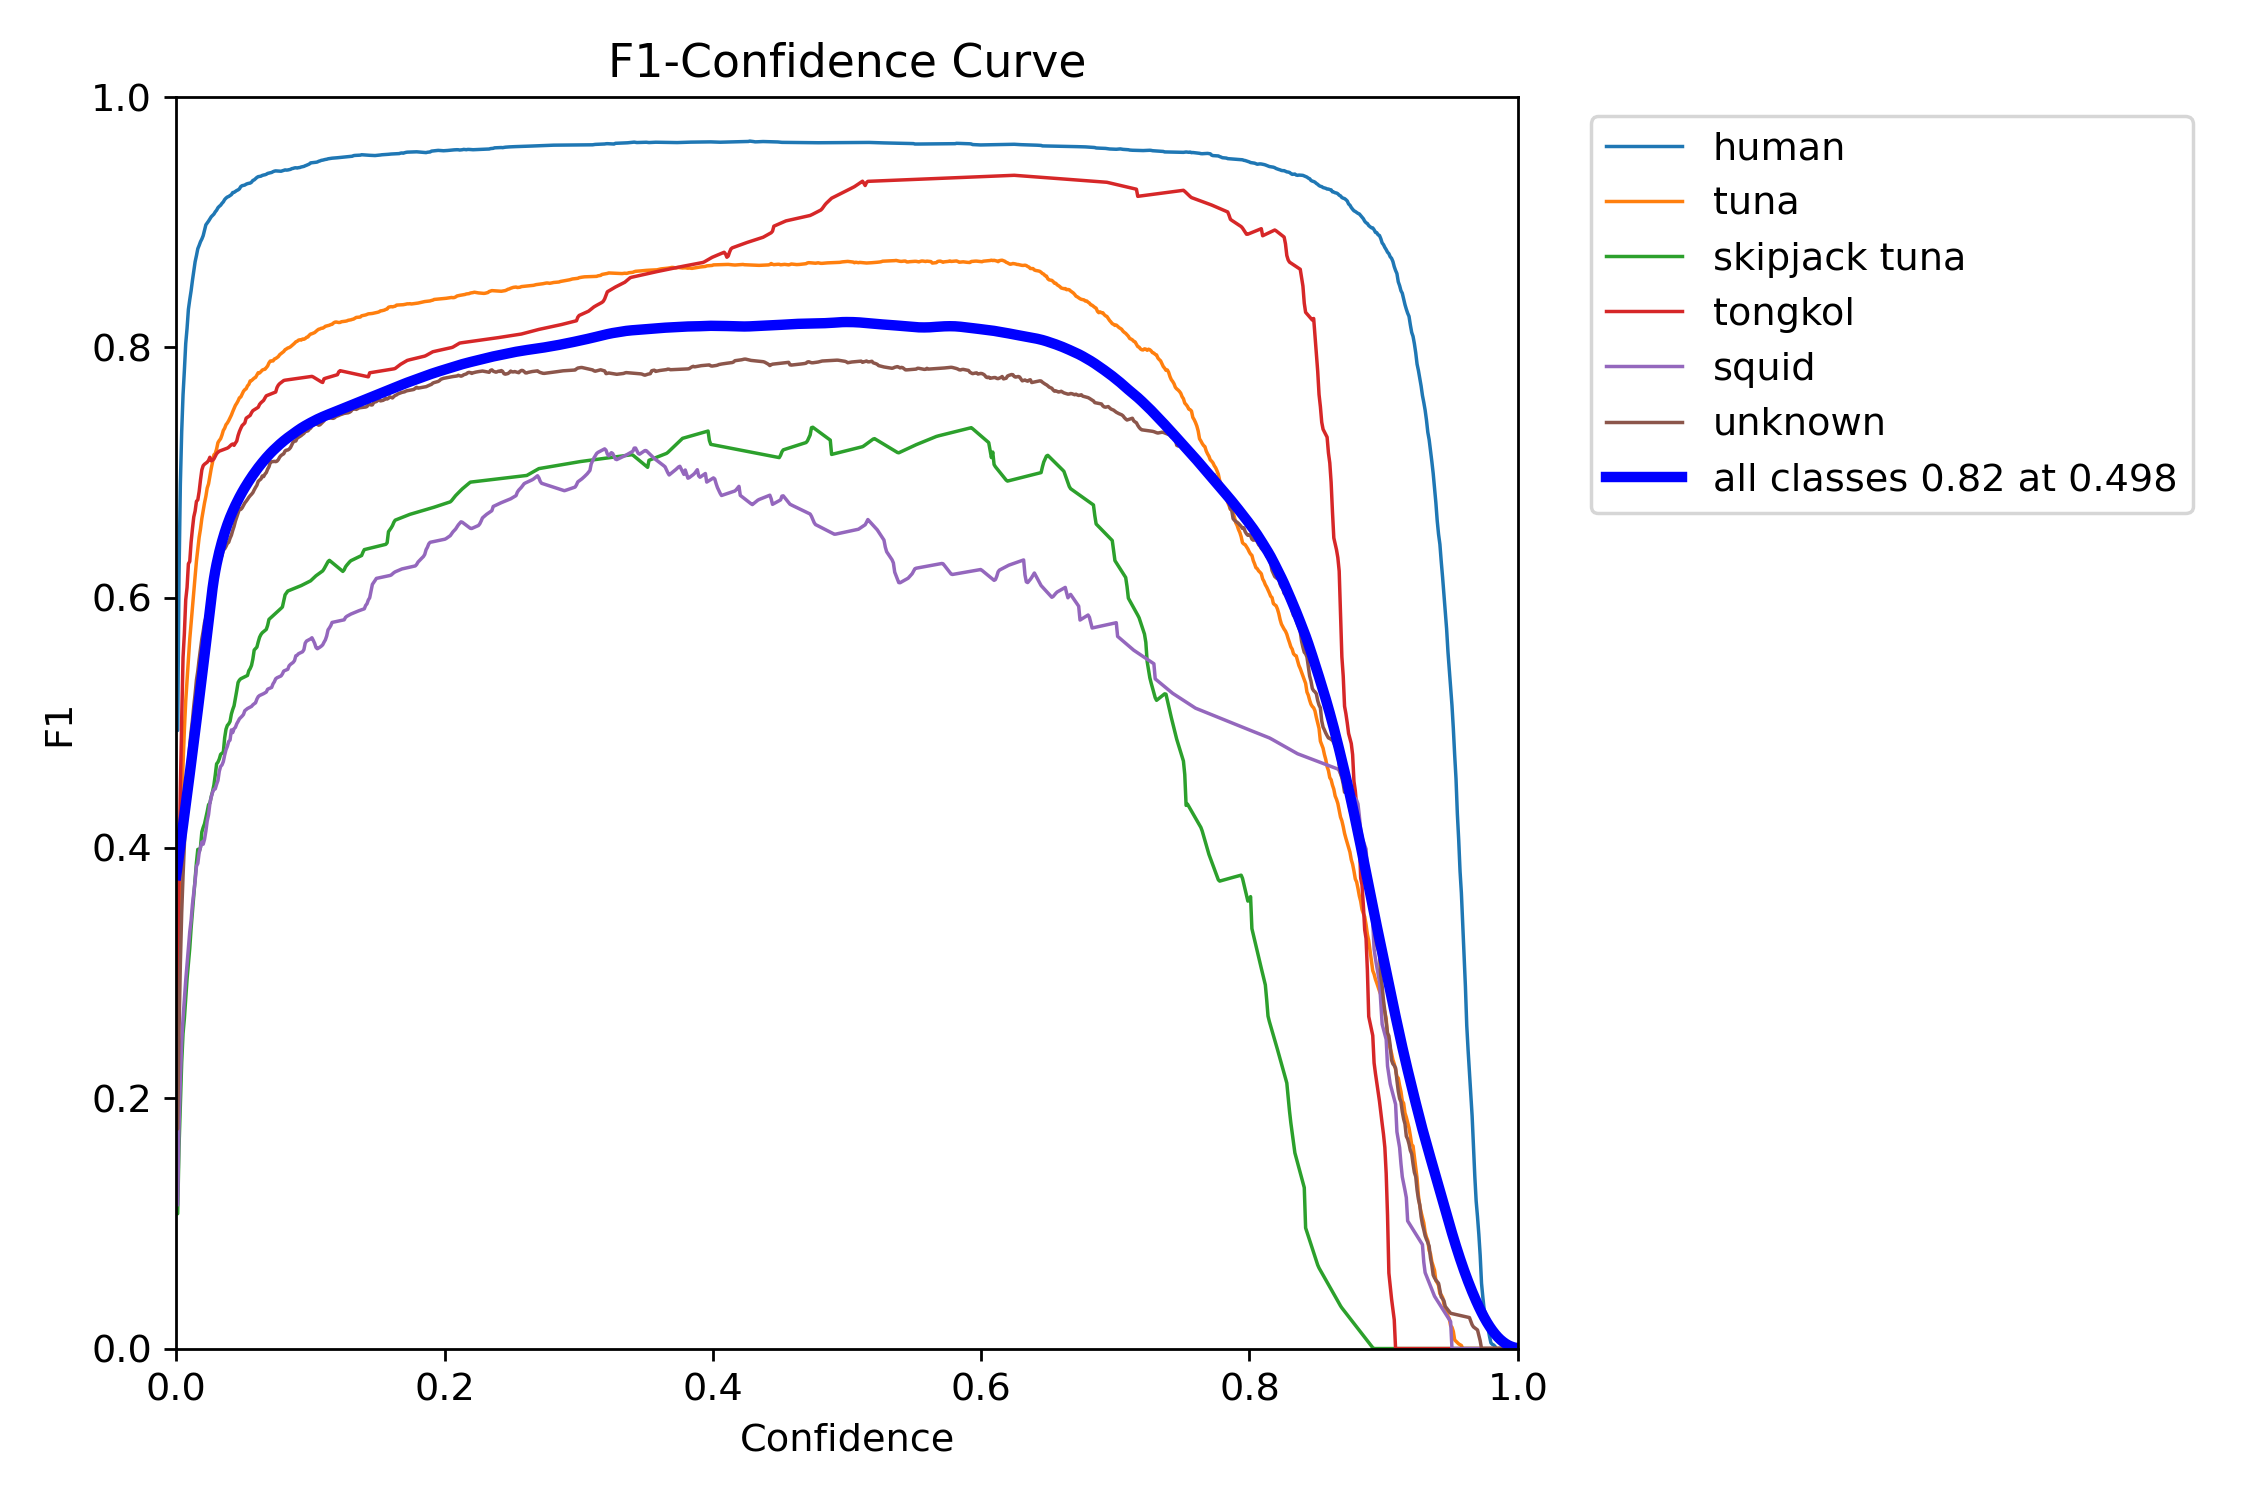 F1-Confidence Curve
1.0
0.8
0.6
0.4
0.2
0.0
F1
0.0 0.2 0.4 0.6 0.8 1.0
Confidence
human
tuna
skipjack tuna
tongkol
squid
unknown
all classes 0.82 at 0.498